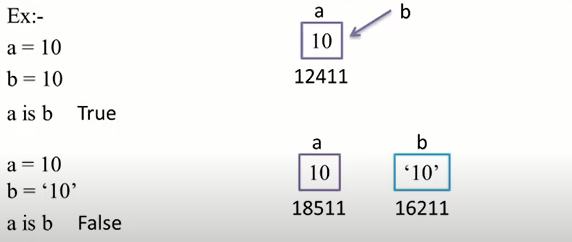 Ex:-
a = 10
b = 10
a is b True
a b
10
12411
a = 10
b = ‘10’
a is b False
a b
10 ‘10’
18511 16211